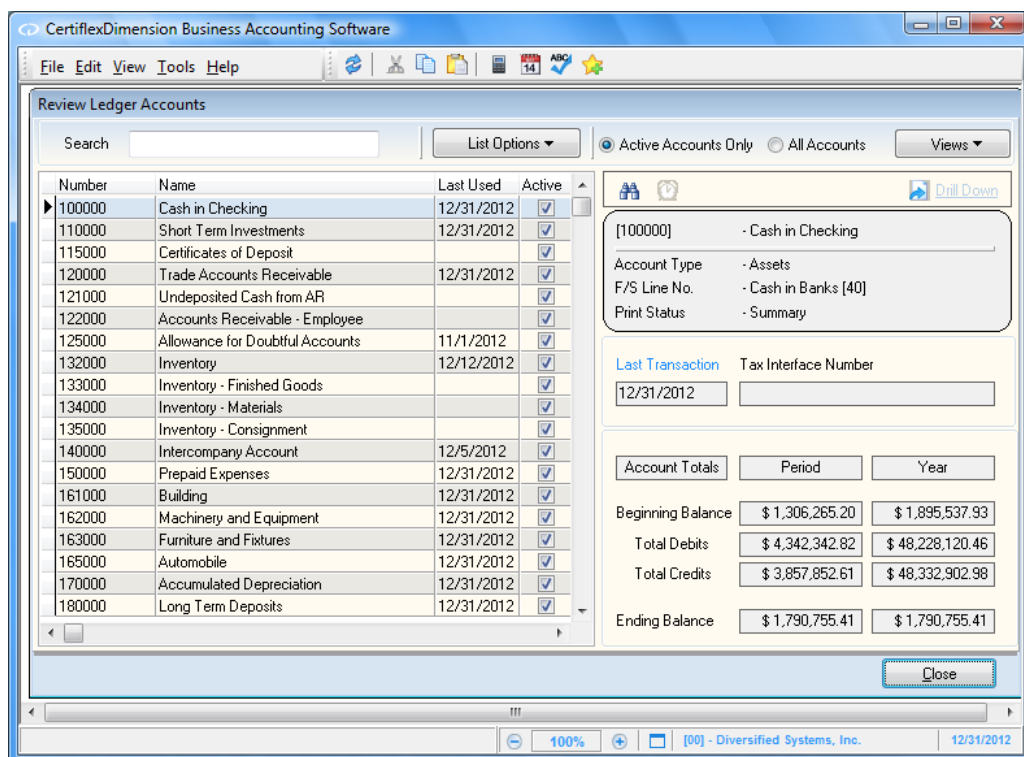 CertiflexDimension Business Accounting Software
File Edit View Tools Help 14 ABC
Review Ledger Accounts
Search List Options Active Accounts Only All Accounts Views
Number Name Last Used Active
100000 Cash in Checking 12/31/2012
110000 Short Term Investments 12/31/2012
115000 Certificates of Deposit
120000 Trade Accounts Receivable 12/31/2012
121000 Undeposited Cash from AR
122000 Accounts Receivable - Employee
125000 Allowance for Doubtful Accounts 11/1/2012
132000 Inventory 12/12/2012
133000 Inventory - Finished Goods
134000 Inventory - Materials
135000 Inventory - Consignment
140000 Intercompany Account 12/5/2012
150000 Prepaid Expenses 12/31/2012
161000 Building 12/31/2012
162000 Machinery and Equipment 12/31/2012
163000 Furniture and Fixtures 12/31/2012
165000 Automobile 12/31/2012
170000 Accumulated Depreciation 12/31/2012
180000 Long Term Deposits 12/31/2012
Drill Down
[100000] - Cash in Checking
Account Type - Assets
F/S Line No. - Cash in Banks [40]
Print Status - Summary
Last Transaction Tax Interface Number
12/31/2012
Account Totals Period Year
Beginning Balance $ 1,306,265.20 $ 1,895,537.93
Total Debits $ 4,342,342.82 $ 48,228,120.46
Total Credits $ 3,857,852.61 $ 48,332,902.98
Ending Balance $ 1,790,755.41 $ 1,790,755.41
Close
100% [00] - Diversified Systems, Inc. 12/31/2012